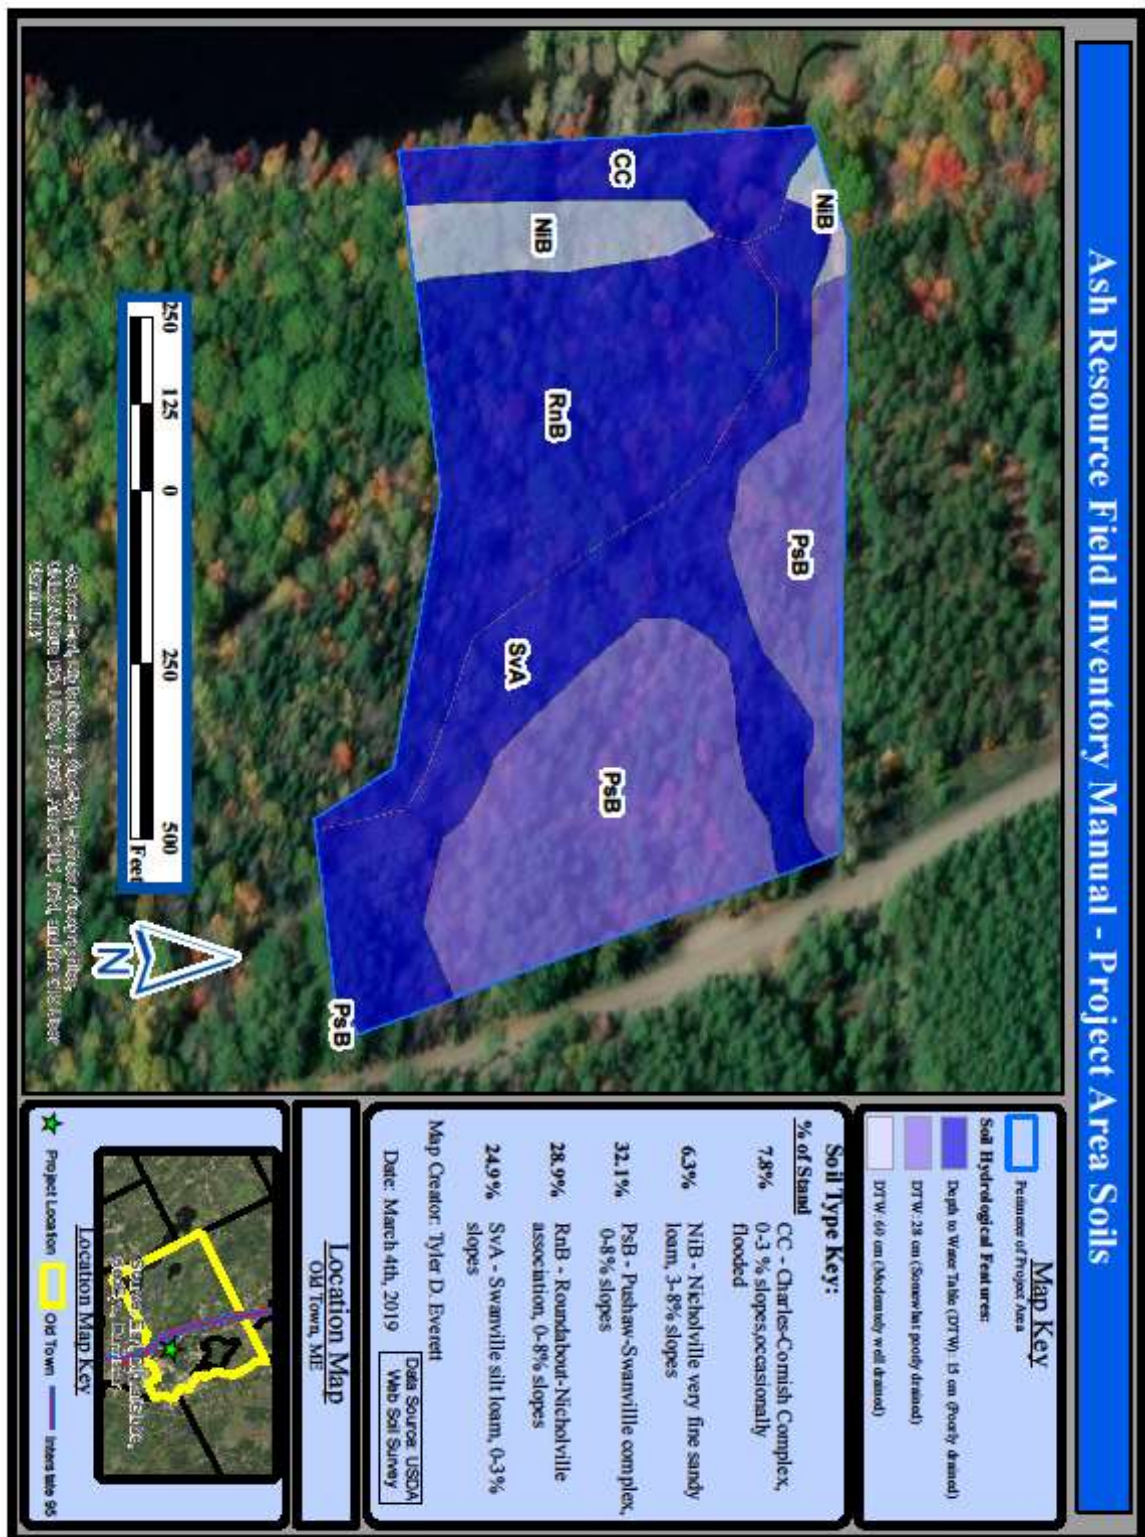 Ash Resource Field Inventory Manual - Project Area Soils
CC
NiB
NiB
RnB
PsB
SvA
PsB
PsB
250 125 0 250 500
Feet
N
Map Key
Perimeter of Project Area
Soil Hydrological Features:
Depth to Water Table (DTW): 15 cm (Poorly drained)
DTW: 28 cm (Somewhat poorly drained)
DTW: 60 cm (Moderately well drained)
Soil Type Key:
% of Stand
7.8% CC - Charles-Cornish Complex,
0-3 % slopes,occasionally
flooded
6.3% NiB - Nicholville very fine sandy
loam, 3-8% slopes
32.1% PsB - Pushaw-Swanvillle complex,
0-8% slopes
28.9% RnB - Roundabout-Nicholville
association, 0-8% slopes
24.9% SvA - Swanville silt loam, 0-3%
slopes
Map Creator: Tyler D. Everett
Date: March 4th, 2019
Data Source: USDA
Web Soil Survey
Location Map
Old Town, ME
Location Map Key
Project Location
Old Town
Interstate 95